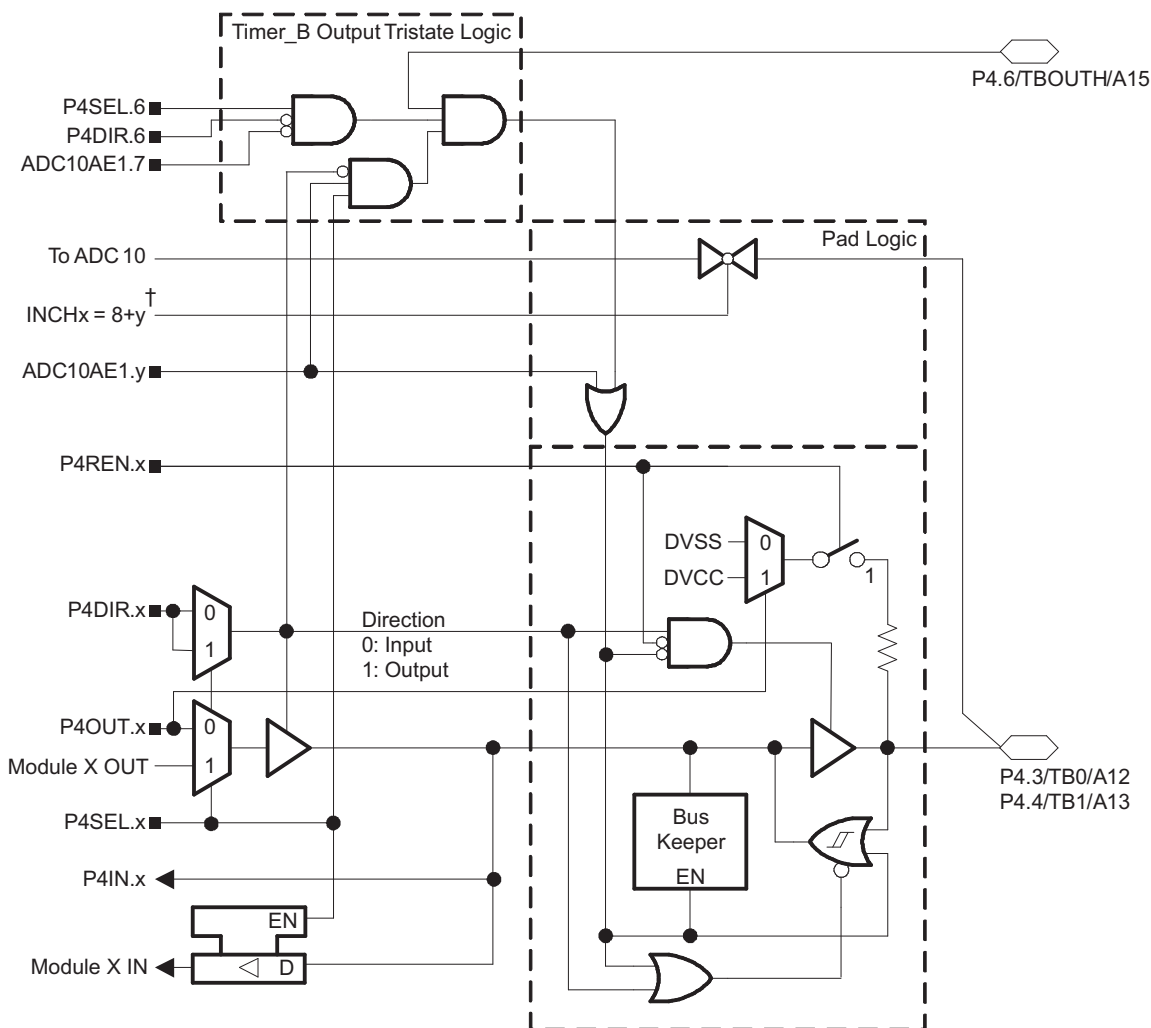 Timer_B Output Tristate Logic
P4.6/TBOUTH/A15
P4SEL.6
P4DIR.6
ADC10AE1.7
Pad Logic
To ADC 10
INCHx = 8+y†
ADC10AE1.y
P4REN.x
DVSS
0
DVCC
1
1
P4DIR.x
0
1
Direction
0: Input
1: Output
P4OUT.x
0
Module X OUT
1
P4.3/TB0/A12
P4.4/TB1/A13
P4SEL.x
Bus
Keeper
EN
P4IN.x
EN
Module X IN
D